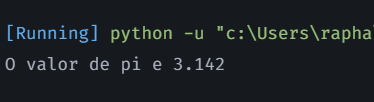 [Running] python -u "c:\Users\rapha
O valor de pi e 3.142